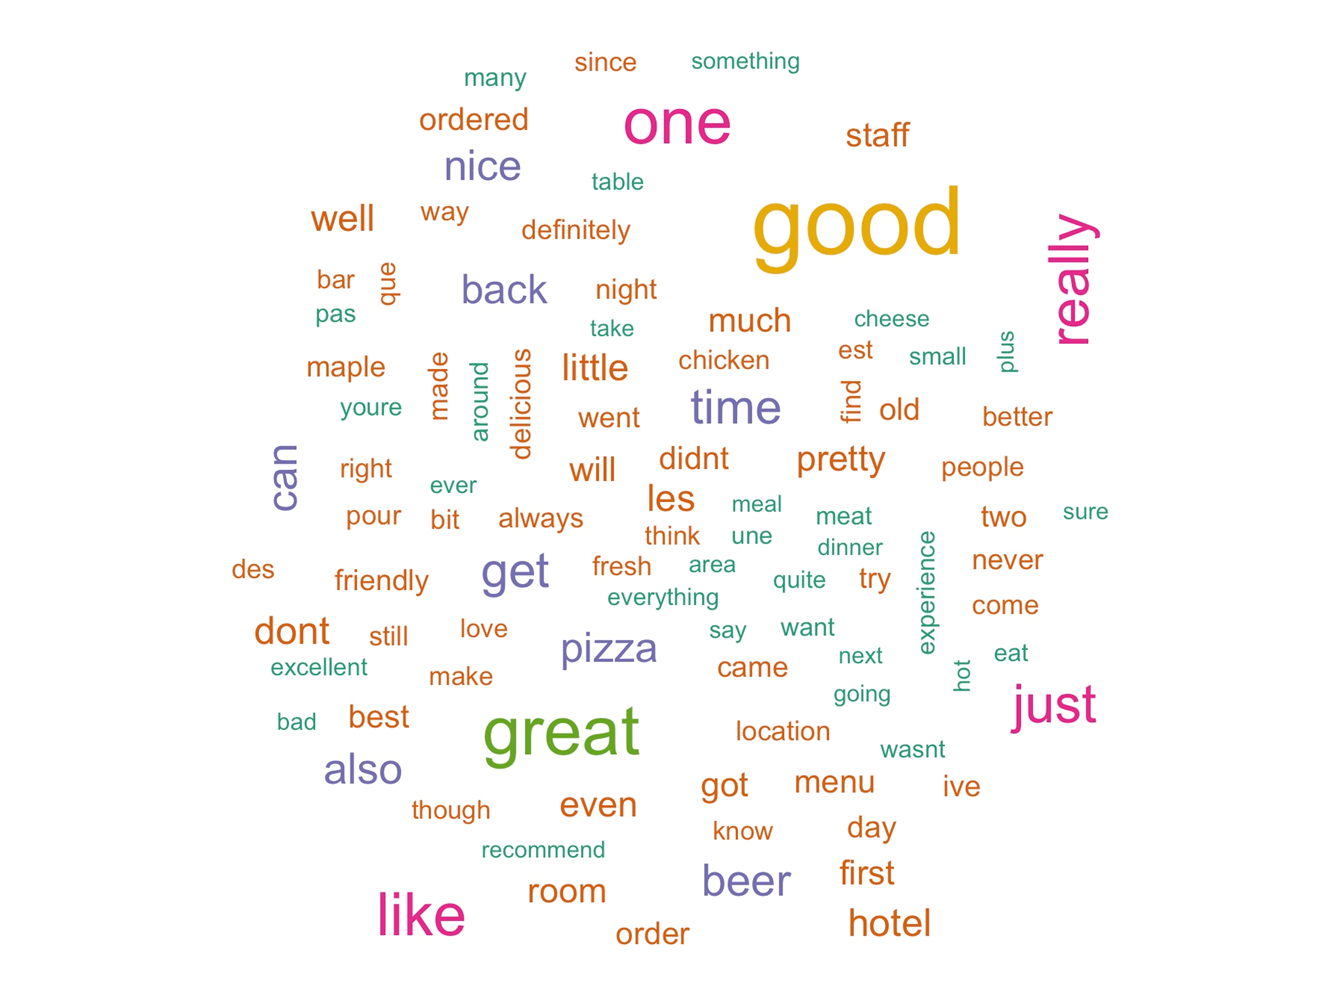 since something
many
ordered one staff
nice
table
good
well way definitely really
bar que back night
pas take much cheese
maple made around delicious little chicken est small plus
youre went time find old better
can right will didnt pretty people
ever les meal
pour bit always think une meat two sure
dinner experience
des friendly get fresh area quite try never
everything come
dont still love say want
excellent pizza came next hot eat
make going just
bad best great location wasnt
also got menu ive
though even know day
recommend beer first
like room hotel
order